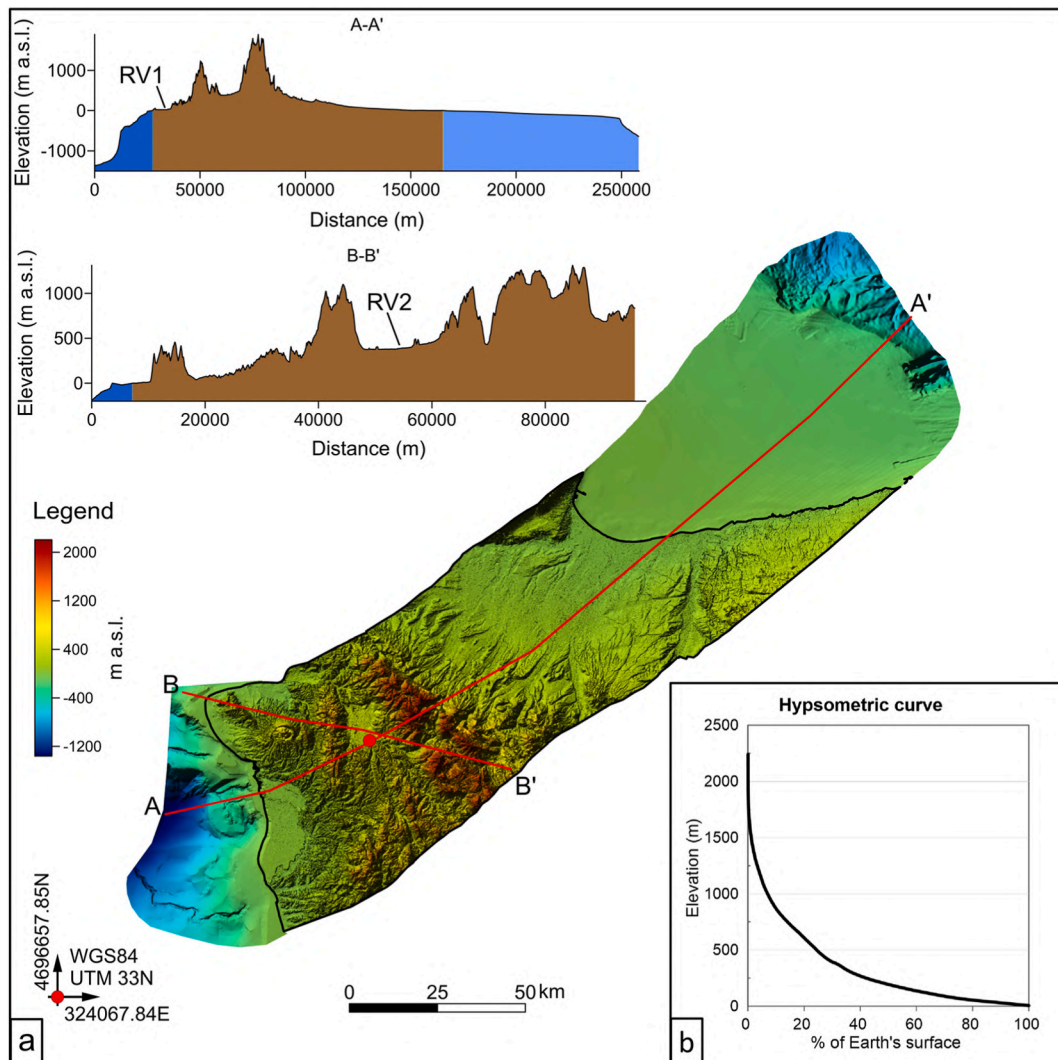 A-A'
Elevation (m a.s.l.)
1000
0
-1000
RV1
0 50000 100000 150000 200000 250000
Distance (m)
B-B'
Elevation (m a.s.l.)
1000
500
0
RV2
0 20000 40000 60000 80000
Distance (m)
A'
Legend
2000
1200
400
-400
-1200
m a.s.l.
B
A
B'
4696657.85N
WGS84
UTM 33N
324067.84E
0 25 50 km
a
Hypsometric curve
Elevation (m)
2500
2000
1500
1000
500
0
0 20 40 60 80 100
% of Earth's surface
b